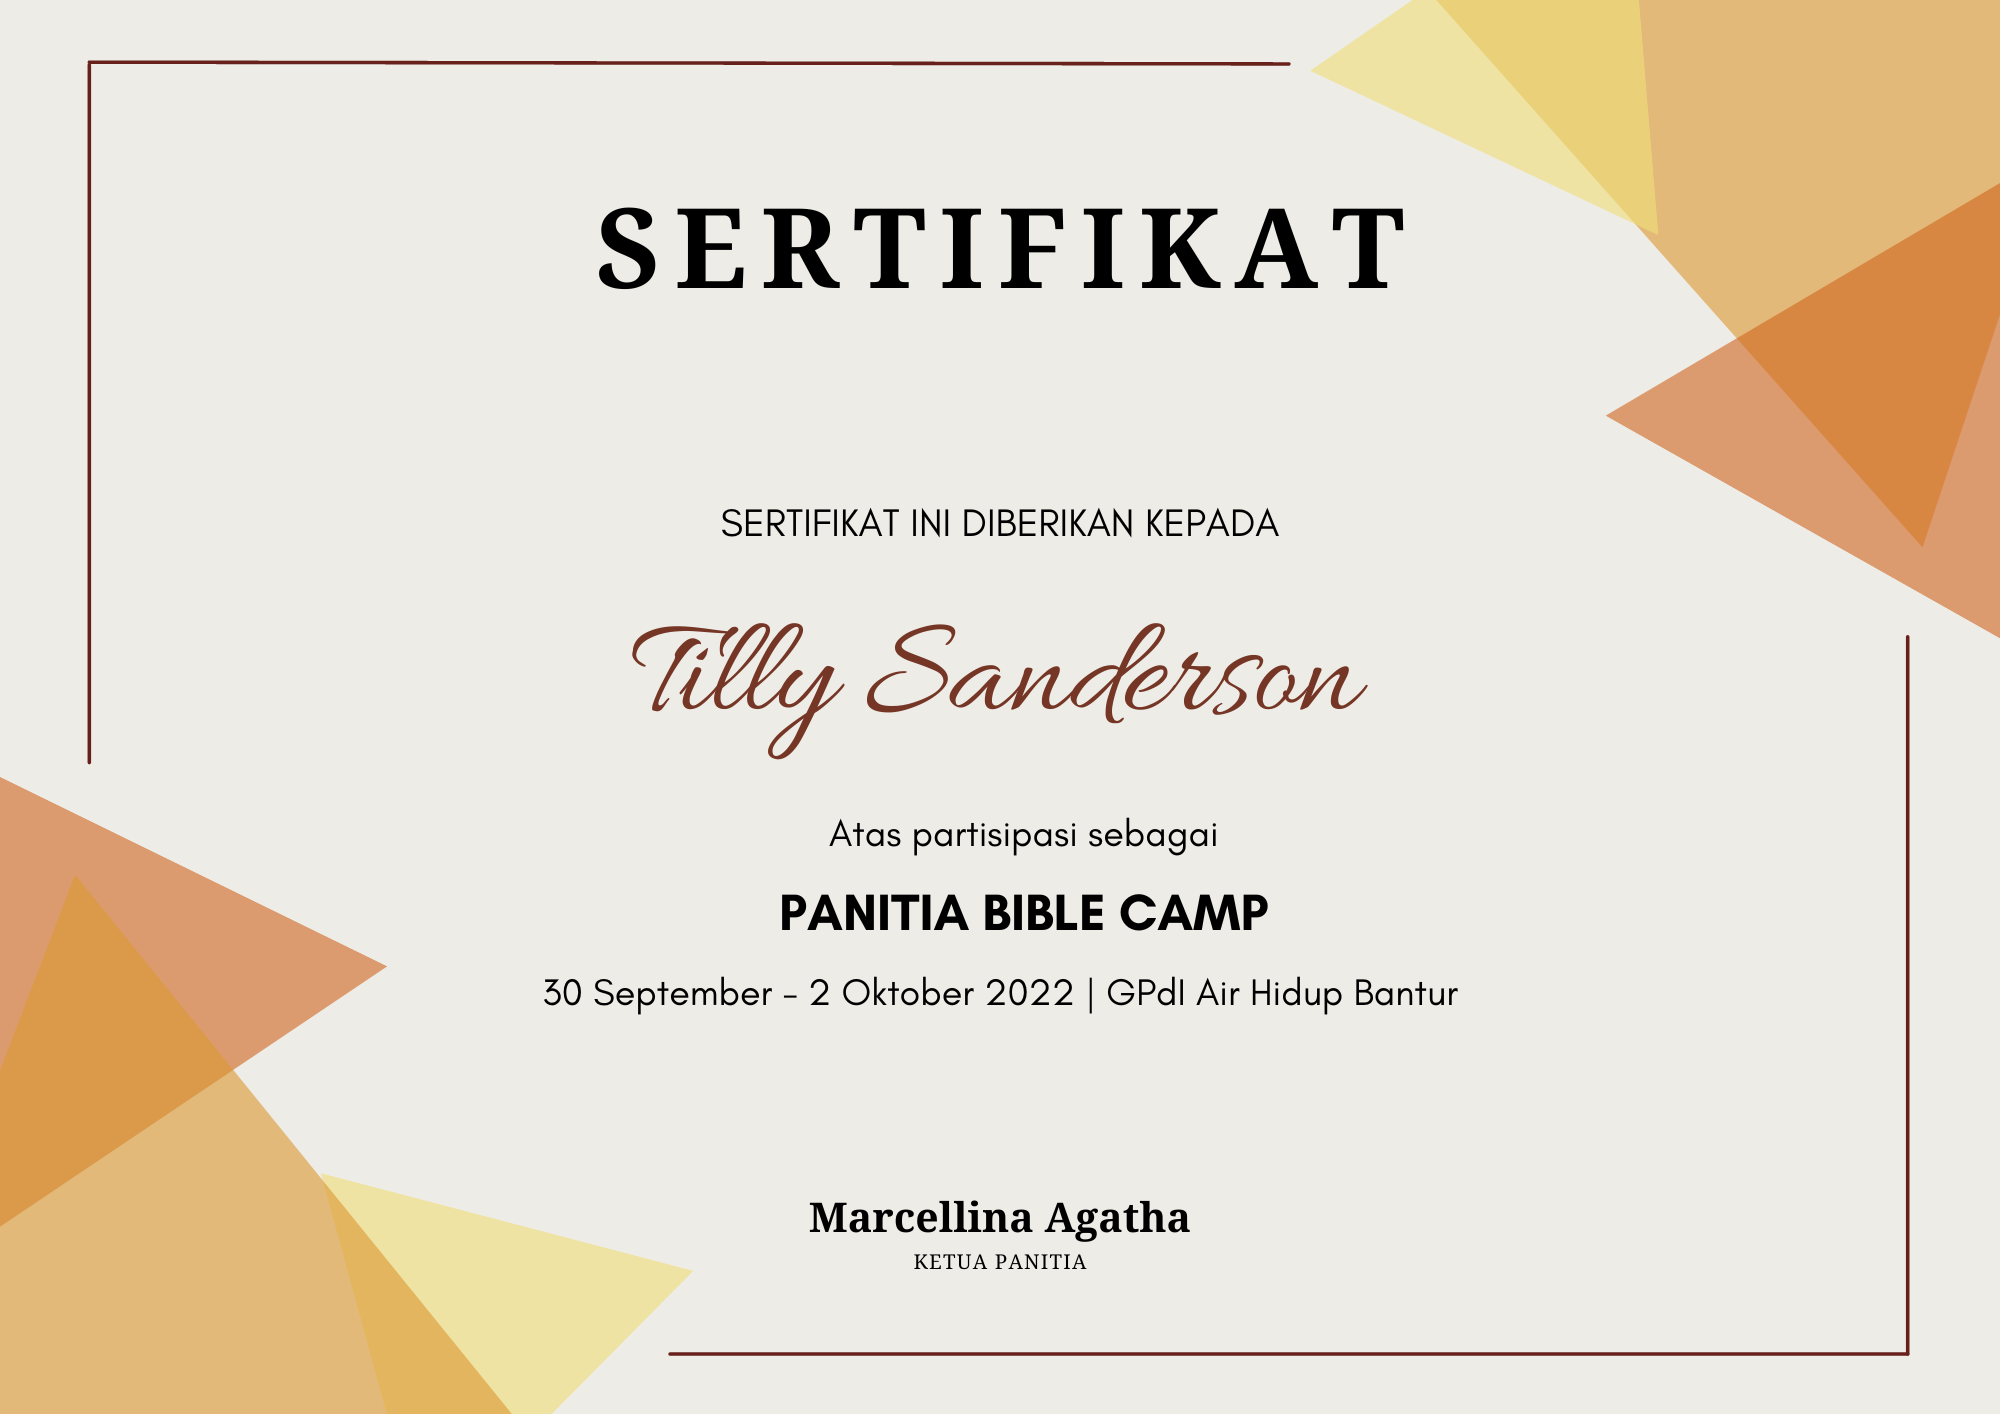 SERTIFIKAT
SERTIFIKAT INI DIBERIKAN KEPADA
Tilly Sanderson
Atas partisipasi sebagai
PANITIA BIBLE CAMP
30 September - 2 Oktober 2022 | GPdI Air Hidup Bantur
Marcellina Agatha
KETUA PANITIA